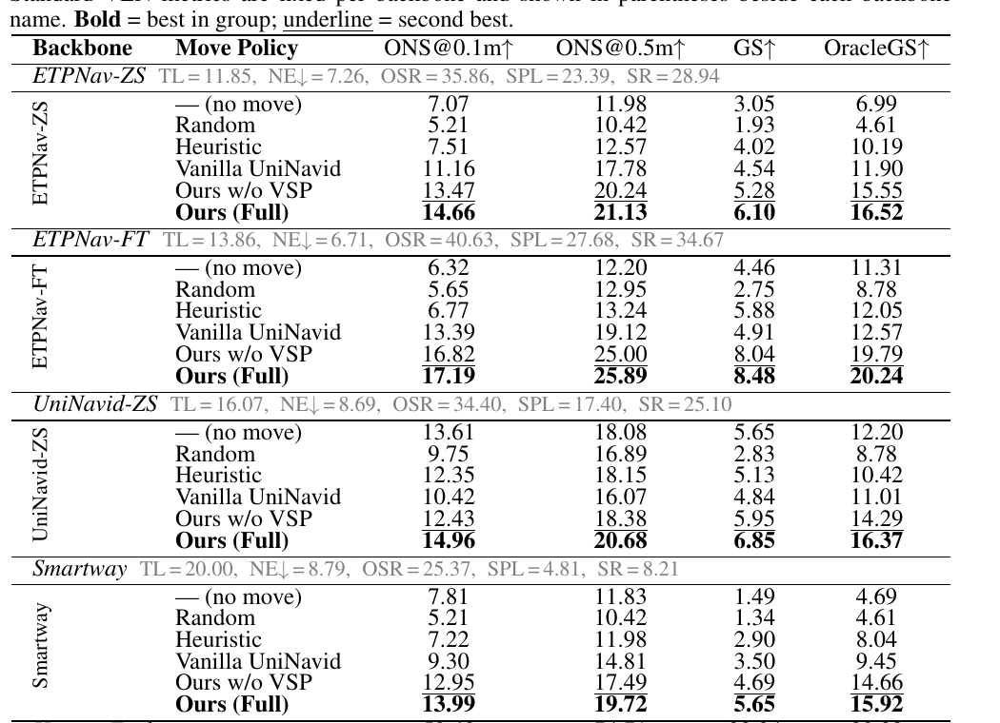 name. Bold = best in group; underline = second best.
Backbone Move Policy ONS@0.1m↑ ONS@0.5m↑ GS↑ OracleGS↑
ETPNav-ZS TL = 11.85, NE↓ = 7.26, OSR = 35.86, SPL = 23.39, SR = 28.94
ETPNav-ZS
— (no move) 7.07 11.98 3.05 6.99
Random 5.21 10.42 1.93 4.61
Heuristic 7.51 12.57 4.02 10.19
Vanilla UniNavid 11.16 17.78 4.54 11.90
Ours w/o VSP 13.47 20.24 5.28 15.55
Ours (Full) 14.66 21.13 6.10 16.52
ETPNav-FT TL = 13.86, NE↓ = 6.71, OSR = 40.63, SPL = 27.68, SR = 34.67
ETPNav-FT
— (no move) 6.32 12.20 4.46 11.31
Random 5.65 12.95 2.75 8.78
Heuristic 6.77 13.24 5.88 12.05
Vanilla UniNavid 13.39 19.12 4.91 12.57
Ours w/o VSP 16.82 25.00 8.04 19.79
Ours (Full) 17.19 25.89 8.48 20.24
UniNavid-ZS TL = 16.07, NE↓ = 8.69, OSR = 34.40, SPL = 17.40, SR = 25.10
UniNavid-ZS
— (no move) 13.61 18.08 5.65 12.20
Random 9.75 16.89 2.83 8.78
Heuristic 12.35 18.15 5.13 10.42
Vanilla UniNavid 10.42 16.07 4.84 11.01
Ours w/o VSP 12.43 18.38 5.95 14.29
Ours (Full) 14.96 20.68 6.85 16.37
Smartway TL = 20.00, NE↓ = 8.79, OSR = 25.37, SPL = 4.81, SR = 8.21
Smartway
— (no move) 7.81 11.83 1.49 4.69
Random 5.21 10.42 1.34 4.61
Heuristic 7.22 11.98 2.90 8.04
Vanilla UniNavid 9.30 14.81 3.50 9.45
Ours w/o VSP 12.95 17.49 4.69 14.66
Ours (Full) 13.99 19.72 5.65 15.92